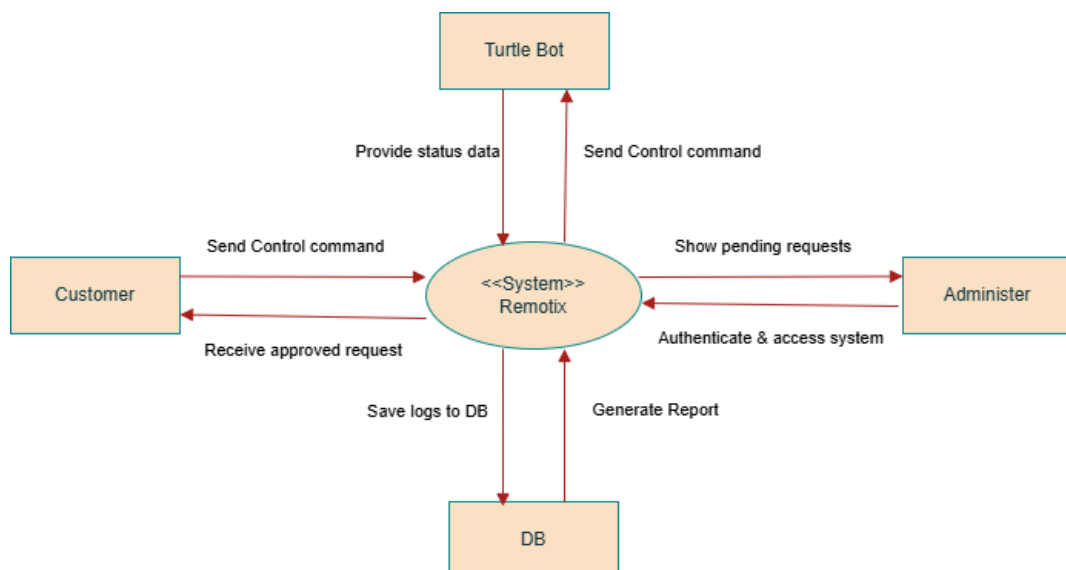 Turtle Bot
Provide status data
Send Control command
Send Control command
Show pending requests
Customer
<<System>>
Remotix
Administer
Receive approved request
Authenticate & access system
Save logs to DB
Generate Report
DB